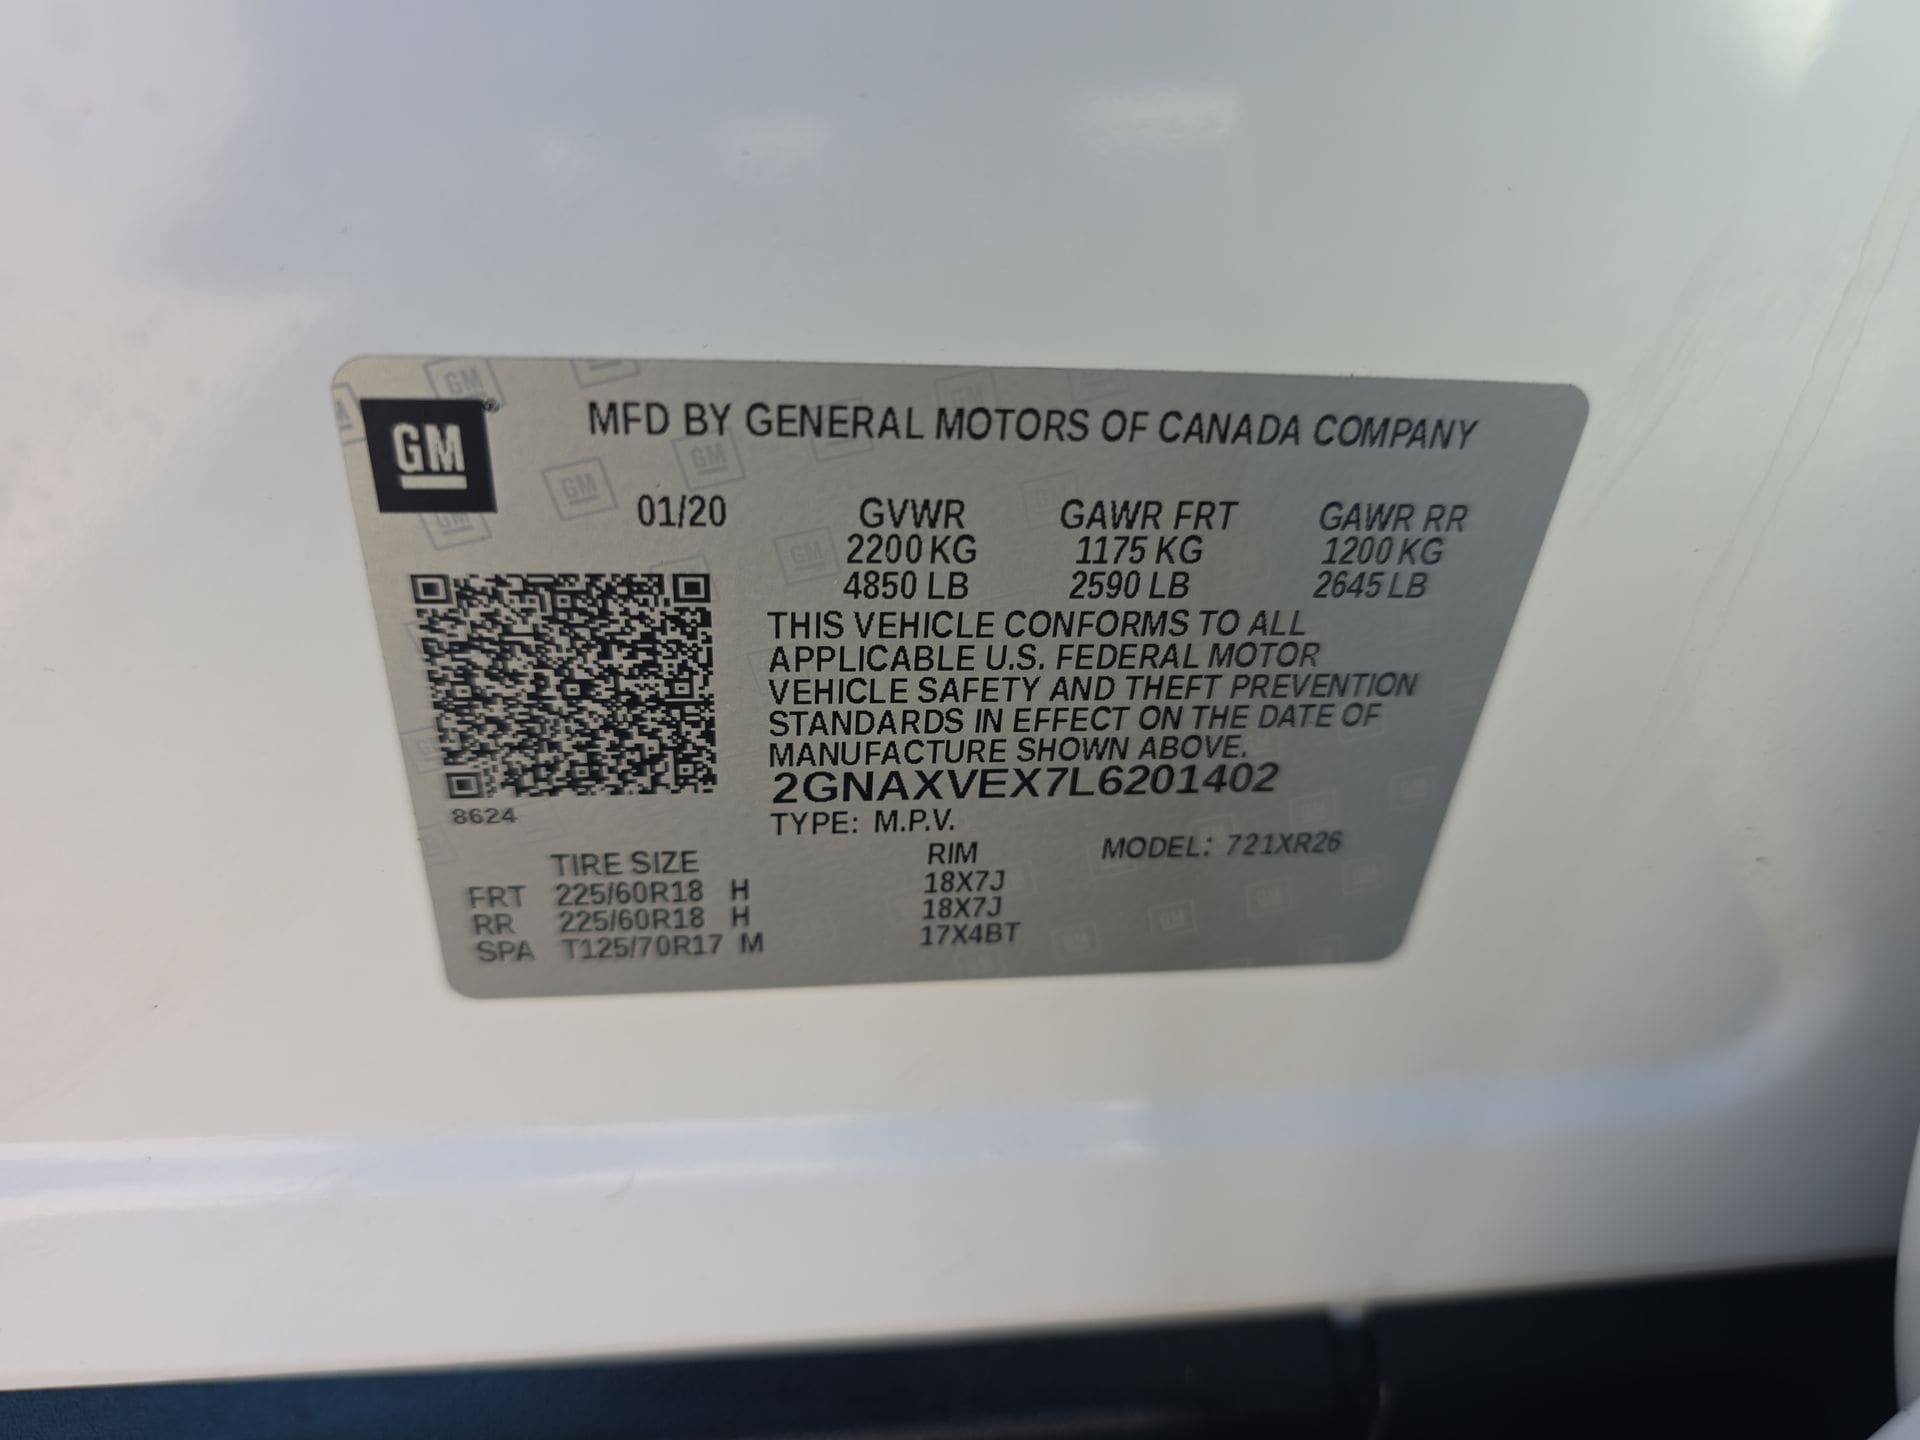 GM
MFD BY GENERAL MOTORS OF CANADA COMPANY
01/20 GVWR GAWR FRT GAWR RR
2200 KG 1175 KG 1200 KG
4850 LB 2590 LB 2645 LB
THIS VEHICLE CONFORMS TO ALL
APPLICABLE U.S. FEDERAL MOTOR
VEHICLE SAFETY AND THEFT PREVENTION
STANDARDS IN EFFECT ON THE DATE OF
MANUFACTURE SHOWN ABOVE.
2GNAXVEX7L6201402
8624
TYPE: M.P.V.
TIRE SIZE RIM MODEL: 721XR26
FRT 225/60R18 H 18X7J
RR 225/60R18 H 18X7J
SPA T125/70R17 M 17X4BT